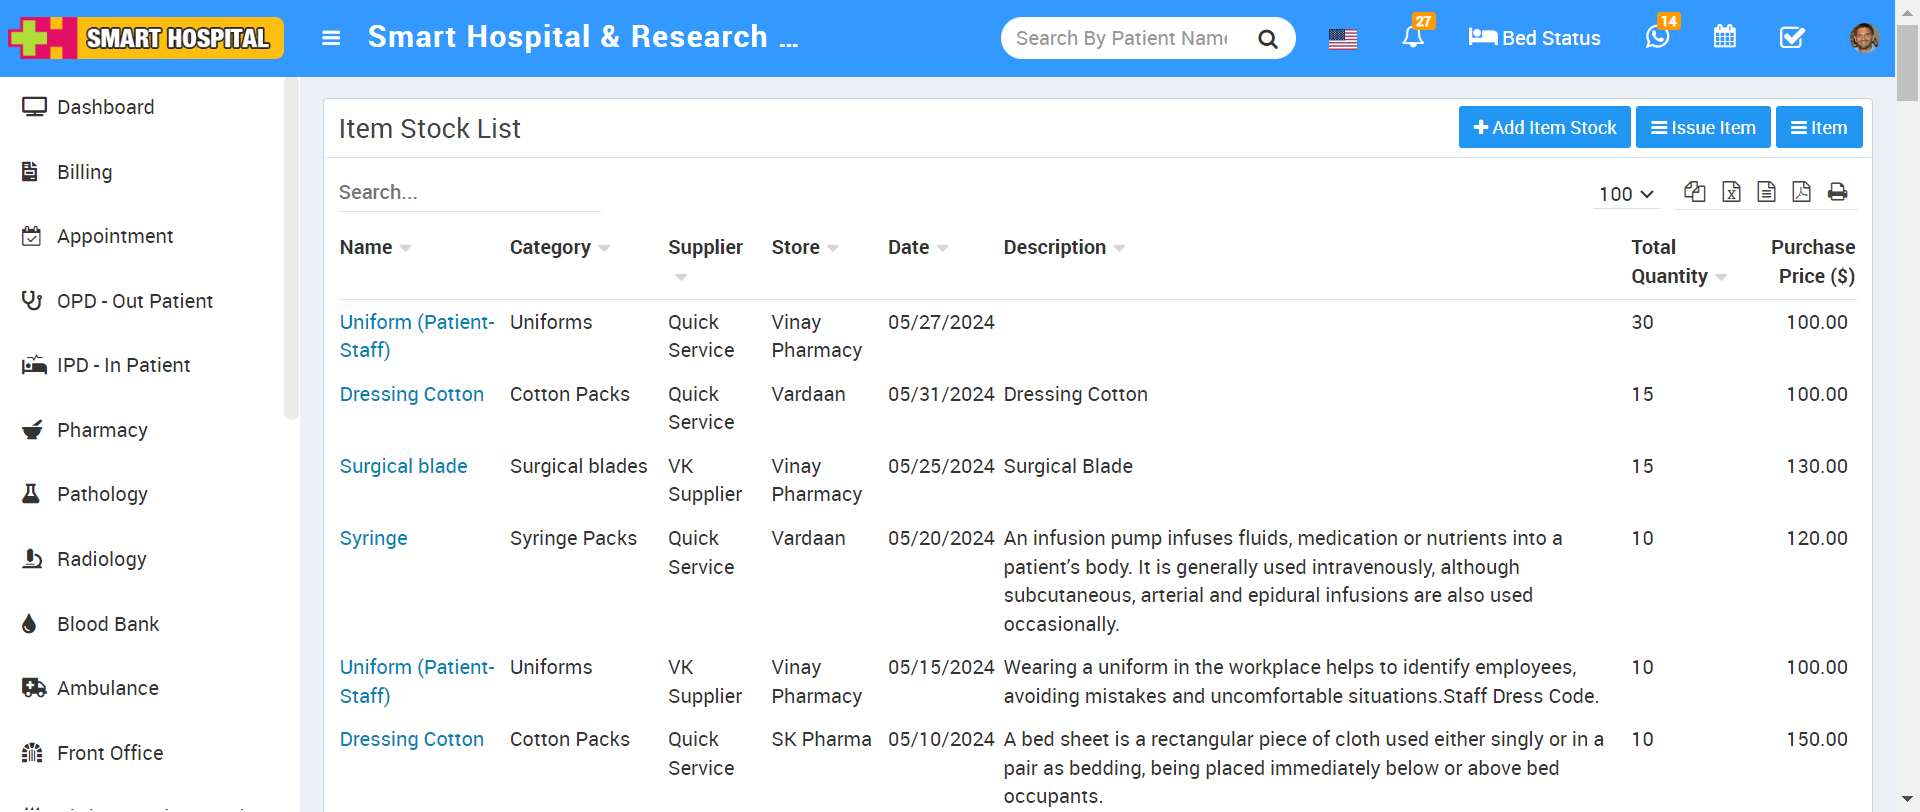 SMART HOSPITAL
Smart Hospital & Research ...
Search By Patient Name
27
Bed Status
14
Dashboard
Billing
Appointment
OPD - Out Patient
IPD - In Patient
Pharmacy
Pathology
Radiology
Blood Bank
Ambulance
Front Office
Item Stock List
Add Item Stock
Issue Item
Item
Search...
100
Name Category Supplier Store Date Description Total Quantity Purchase Price ($)
Uniform (Patient- Uniforms Quick Vinay 05/27/2024 30 100.00
Staff) Service Pharmacy
Dressing Cotton Cotton Packs Quick Vardaan 05/31/2024 Dressing Cotton 15 100.00
Service
Surgical blade Surgical blades VK Vinay 05/25/2024 Surgical Blade 15 130.00
Supplier Pharmacy
Syringe Syringe Packs Quick Vardaan 05/20/2024 An infusion pump infuses fluids, medication or nutrients into a 10 120.00
Service patient’s body. It is generally used intravenously, although
subcutaneous, arterial and epidural infusions are also used
occasionally.
Uniform (Patient- Uniforms VK Vinay 05/15/2024 Wearing a uniform in the workplace helps to identify employees, 10 100.00
Staff) Supplier Pharmacy avoiding mistakes and uncomfortable situations.Staff Dress Code.
Dressing Cotton Cotton Packs Quick SK Pharma 05/10/2024 A bed sheet is a rectangular piece of cloth used either singly or in a 10 150.00
Service pair as bedding, being placed immediately below or above bed
occupants.